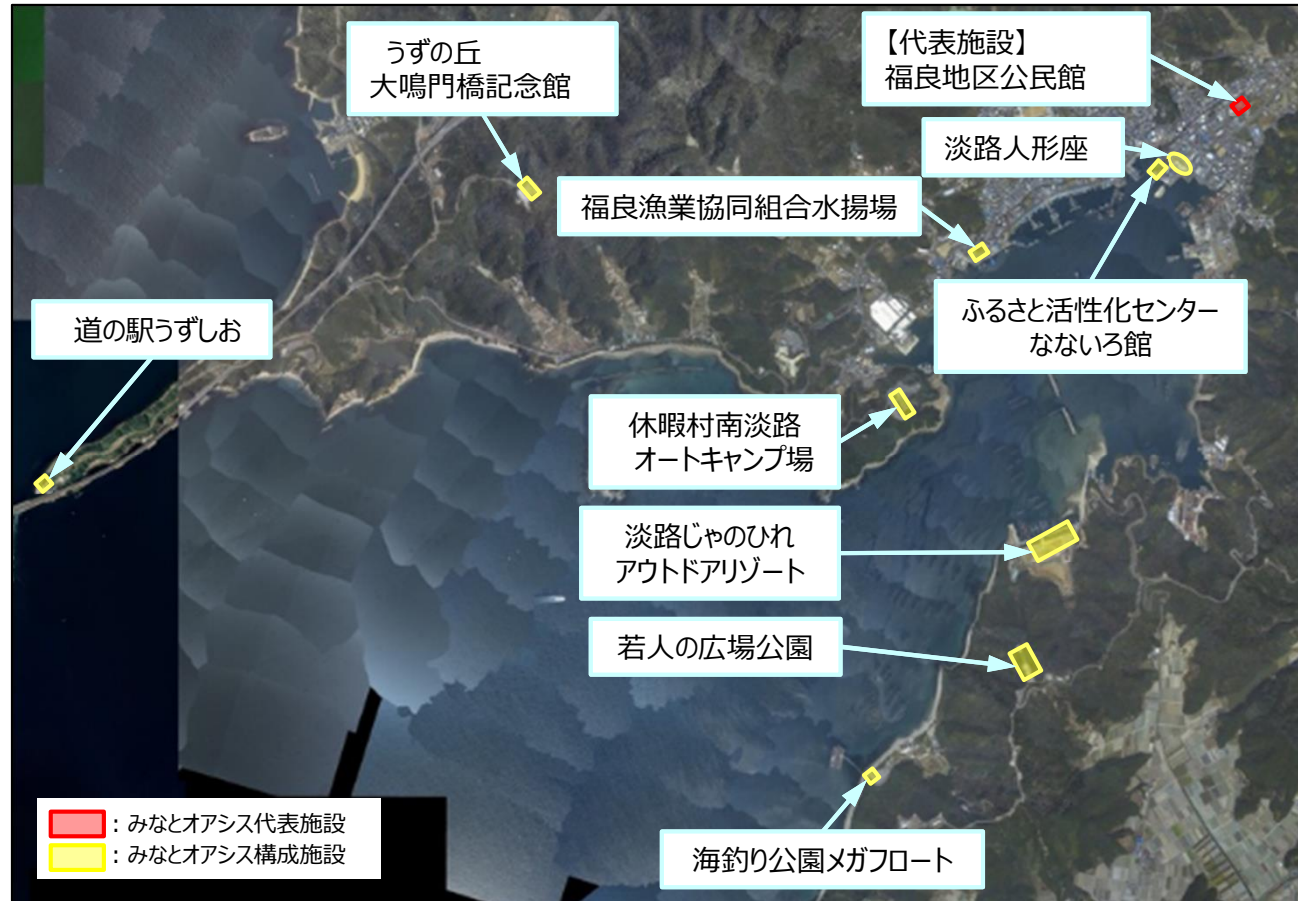 うずの丘
大鳴門橋記念館
【代表施設】
福良地区公民館
淡路人形座
福良漁業協同組合水揚場
ふるさと活性化センター
なないろ館
道の駅うずしお
休暇村南淡路
オートキャンプ場
淡路じゃのひれ
アウトドアリゾート
若人の広場公園
海釣り公園メガフロート
：みなとオアシス代表施設
：みなとオアシス構成施設